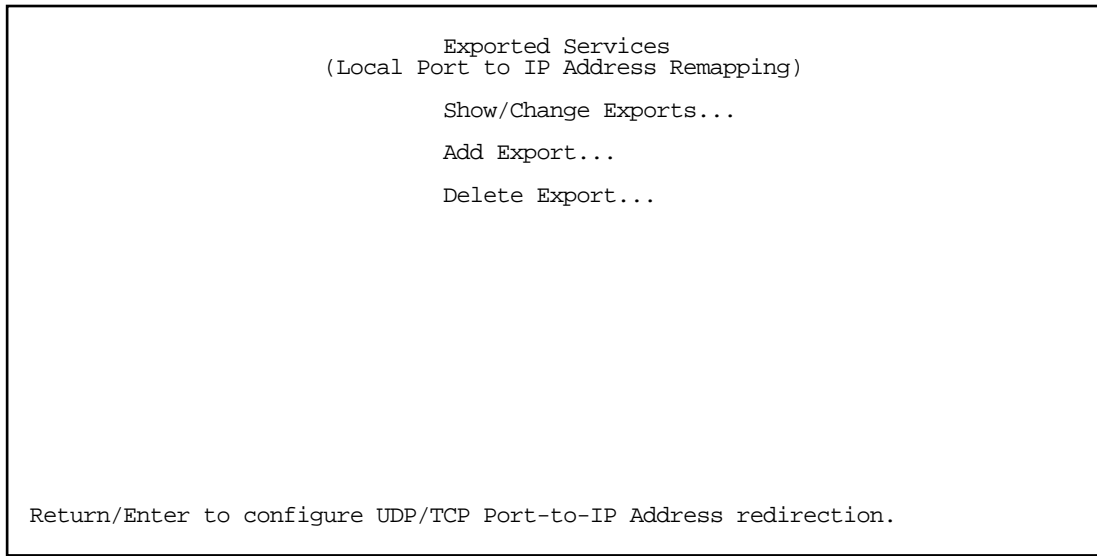 Exported Services
(Local Port to IP Address Remapping)
Show/Change Exports...
Add Export...
Delete Export...
Return/Enter to configure UDP/TCP Port-to-IP Address redirection.